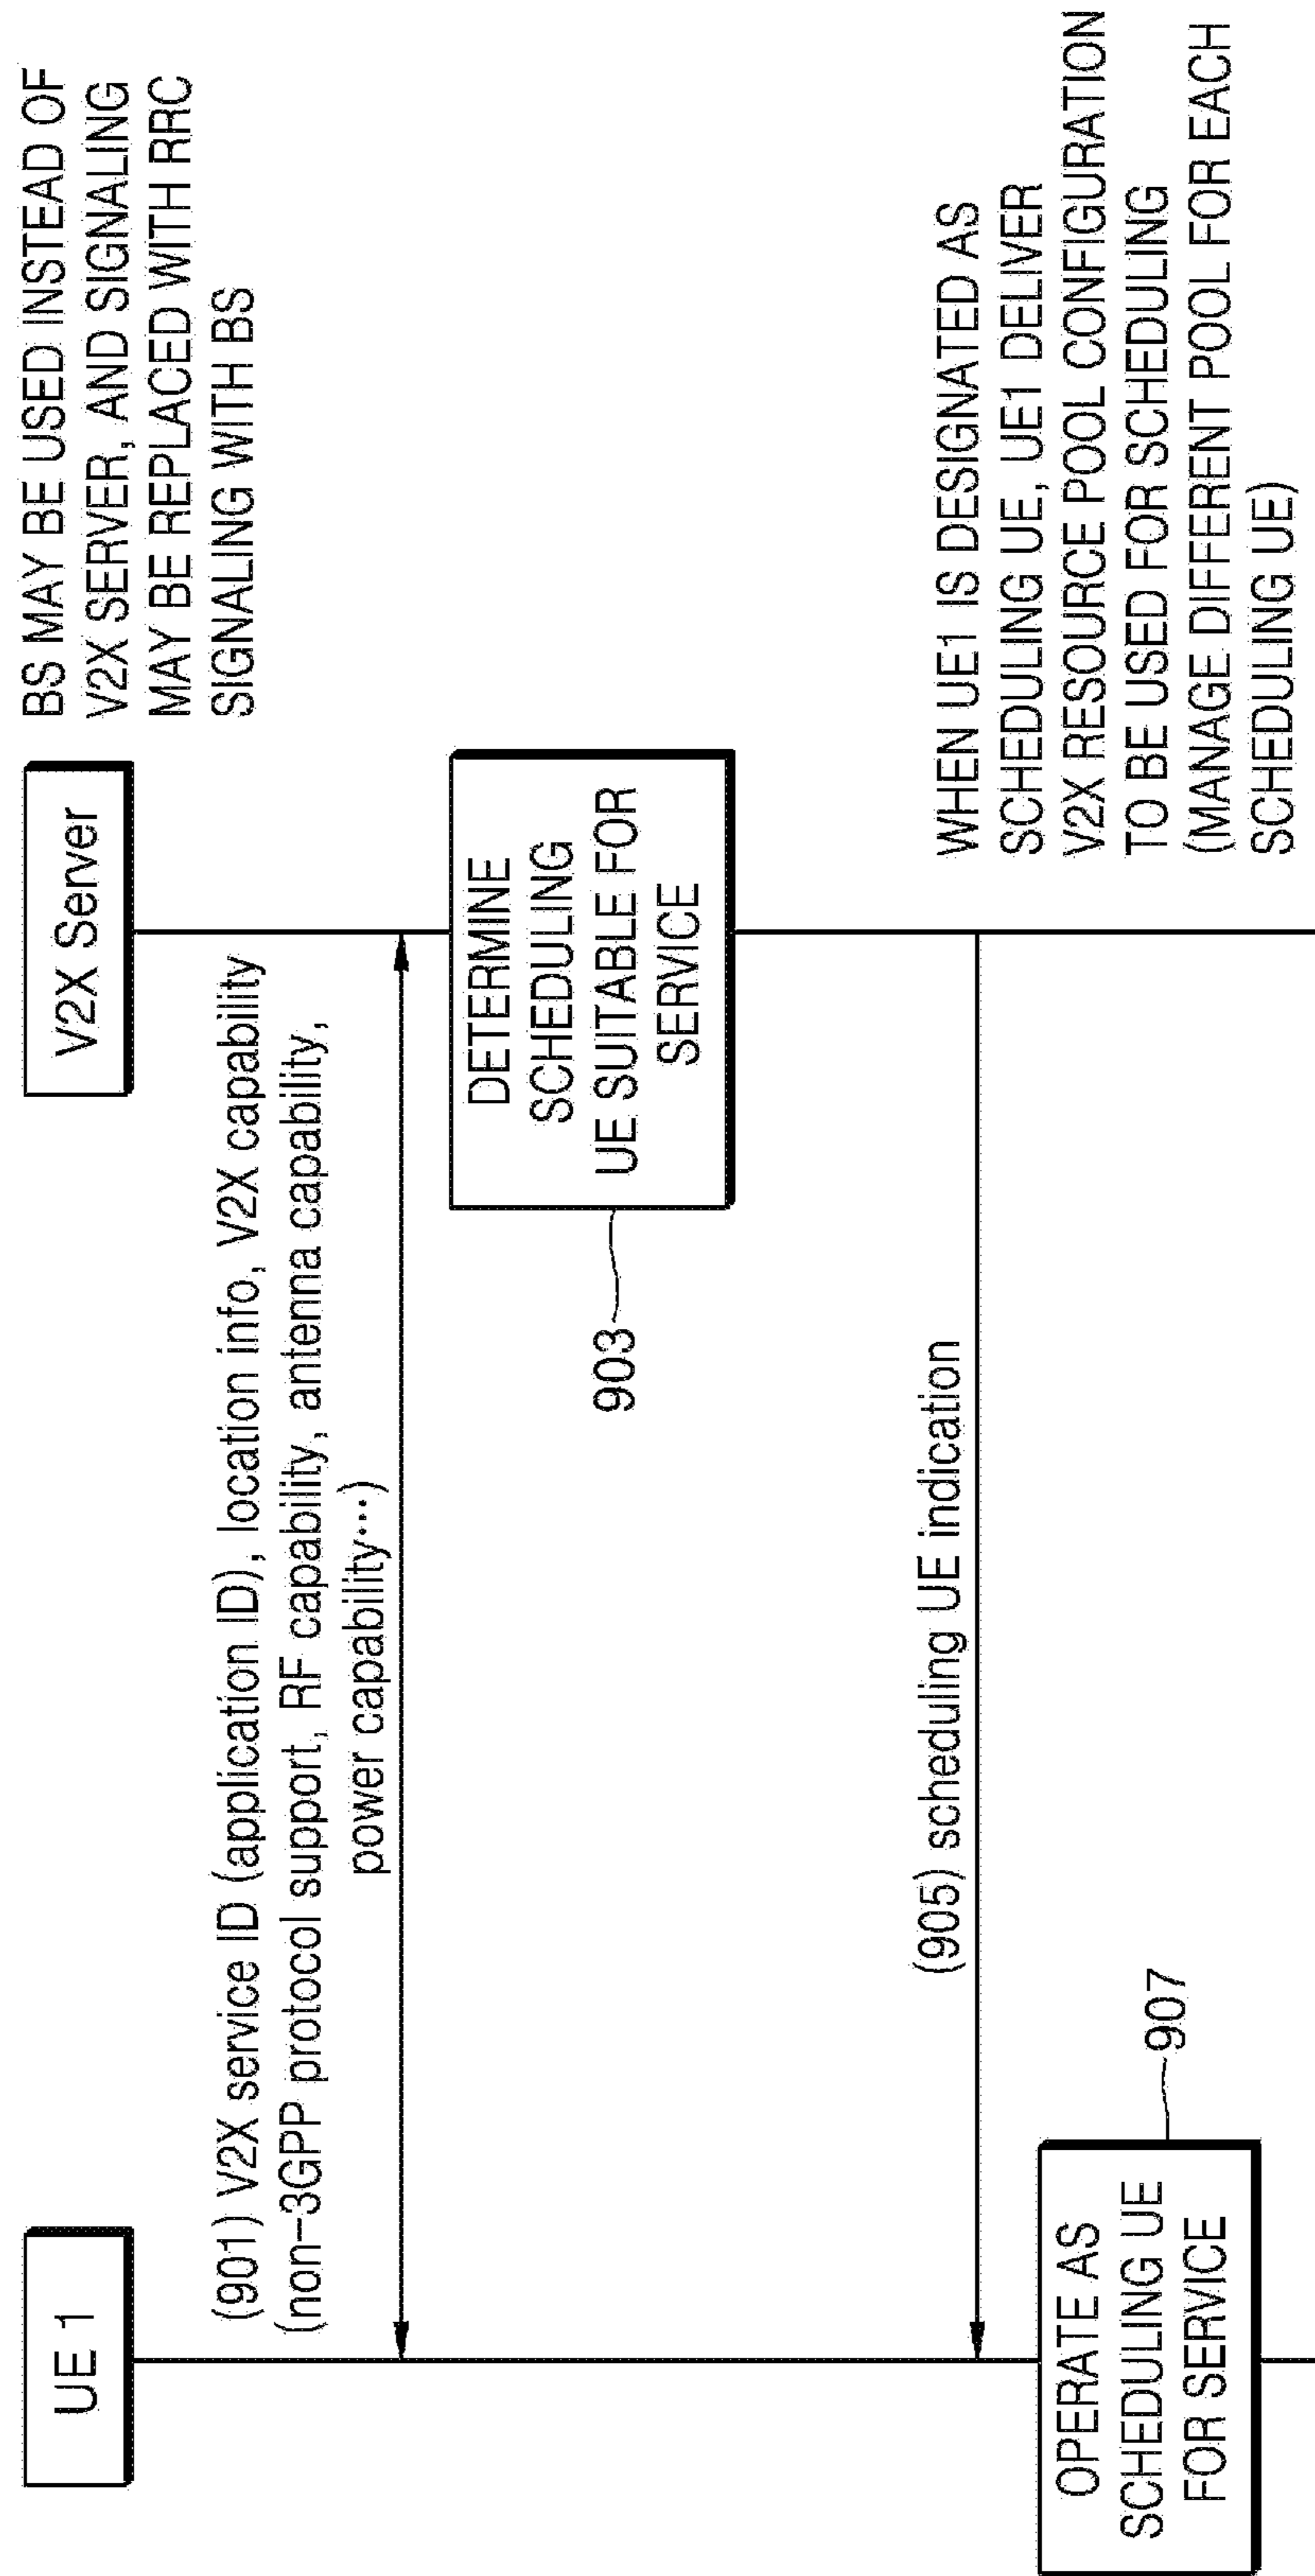 UE 1
V2X Server
BS MAY BE USED INSTEAD OF
V2X SERVER, AND SIGNALING
MAY BE REPLACED WITH RRC
SIGNALING WITH BS
(901) V2X service ID (application ID), location info, V2X capability
(non-3GPP protocol support, RF capability, antenna capability,
power capability···)
DETERMINE
SCHEDULING
UE SUITABLE FOR
SERVICE
903
(905) scheduling UE indication
WHEN UE1 IS DESIGNATED AS
SCHEDULING UE, UE1 DELIVER
V2X RESOURCE POOL CONFIGURATION
TO BE USED FOR SCHEDULING
(MANAGE DIFFERENT POOL FOR EACH
SCHEDULING UE)
OPERATE AS
SCHEDULING UE
FOR SERVICE
907